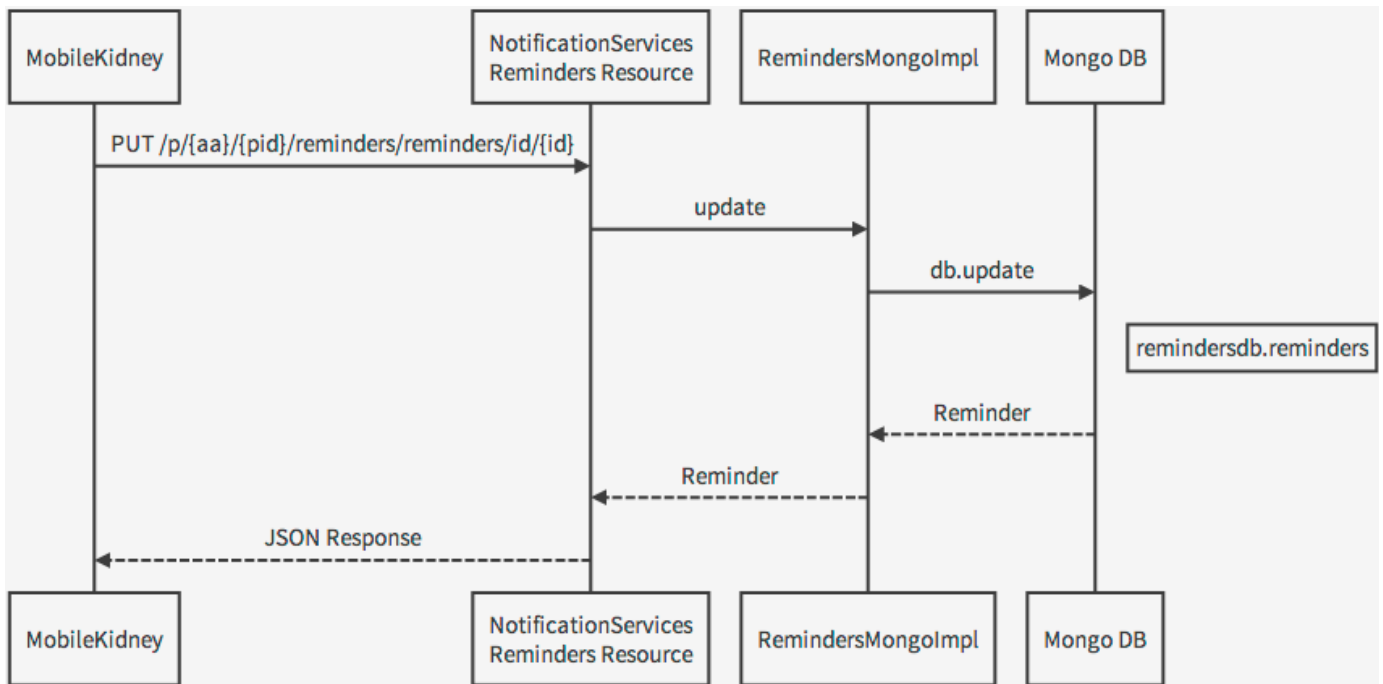 MobileKidney
NotificationServices
Reminders Resource
RemindersMongoImpl
Mongo DB
PUT /p/{aa}/{pid}/reminders/reminders/id/{id}
update
db.update
remindersdb.reminders
Reminder
Reminder
JSON Response
MobileKidney
NotificationServices
Reminders Resource
RemindersMongoImpl
Mongo DB